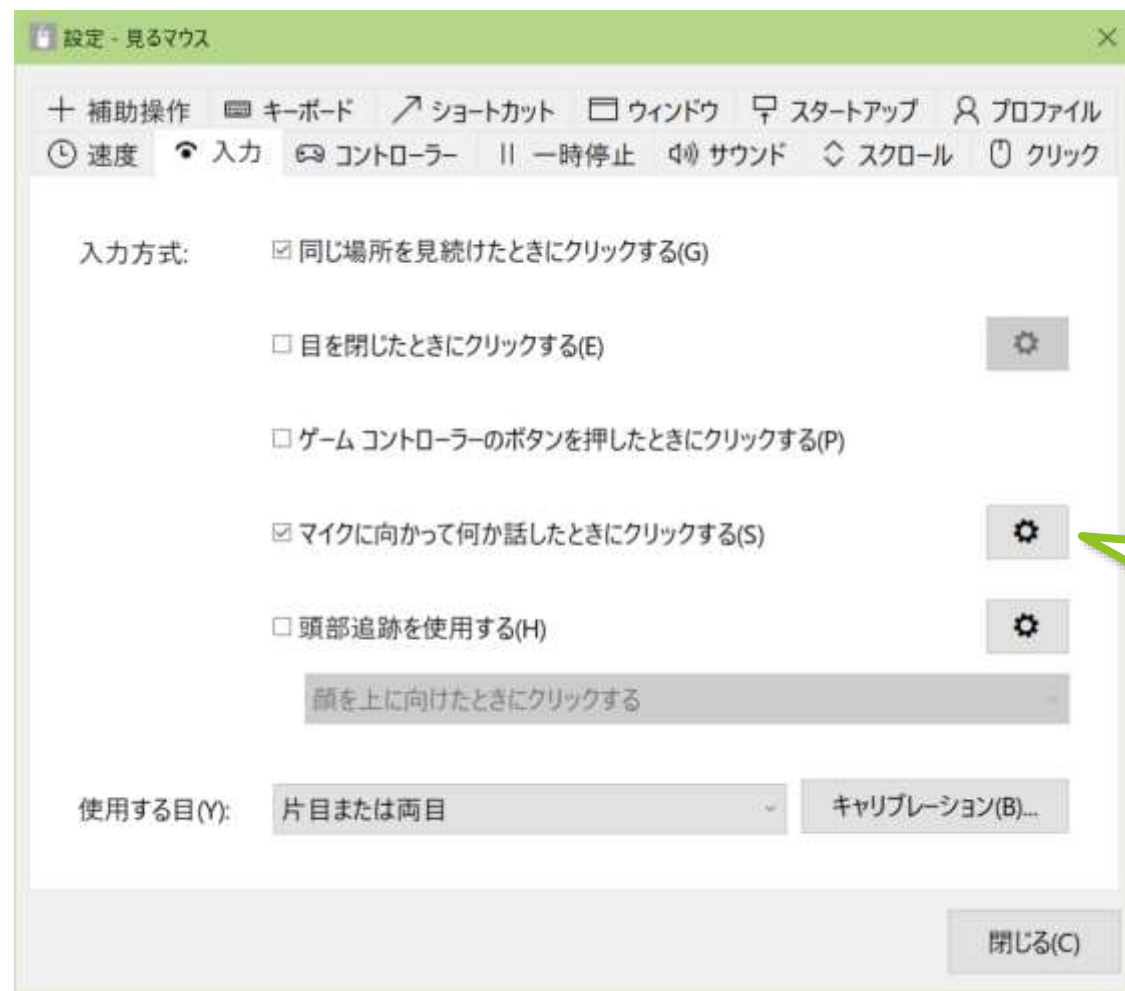 設定 - 見るマウス
補助操作 キーボード ショートカット ウィンドウ スタートアップ プロファイル
速度 入力 コントローラー 一時停止 サウンド スクロール クリック
入力方式: 同じ場所を見続けたときにクリックする(G)
目を閉じたときにクリックする(E)
ゲーム コントローラーのボタンを押したときにクリックする(P)
マイクに向かって何か話したときにクリックする(S)
頭部追跡を使用する(H)
顔を上に向けたときにクリックする
使用する目(Y): 片目または両目 キャリブレーション(B)...
閉じる(C)